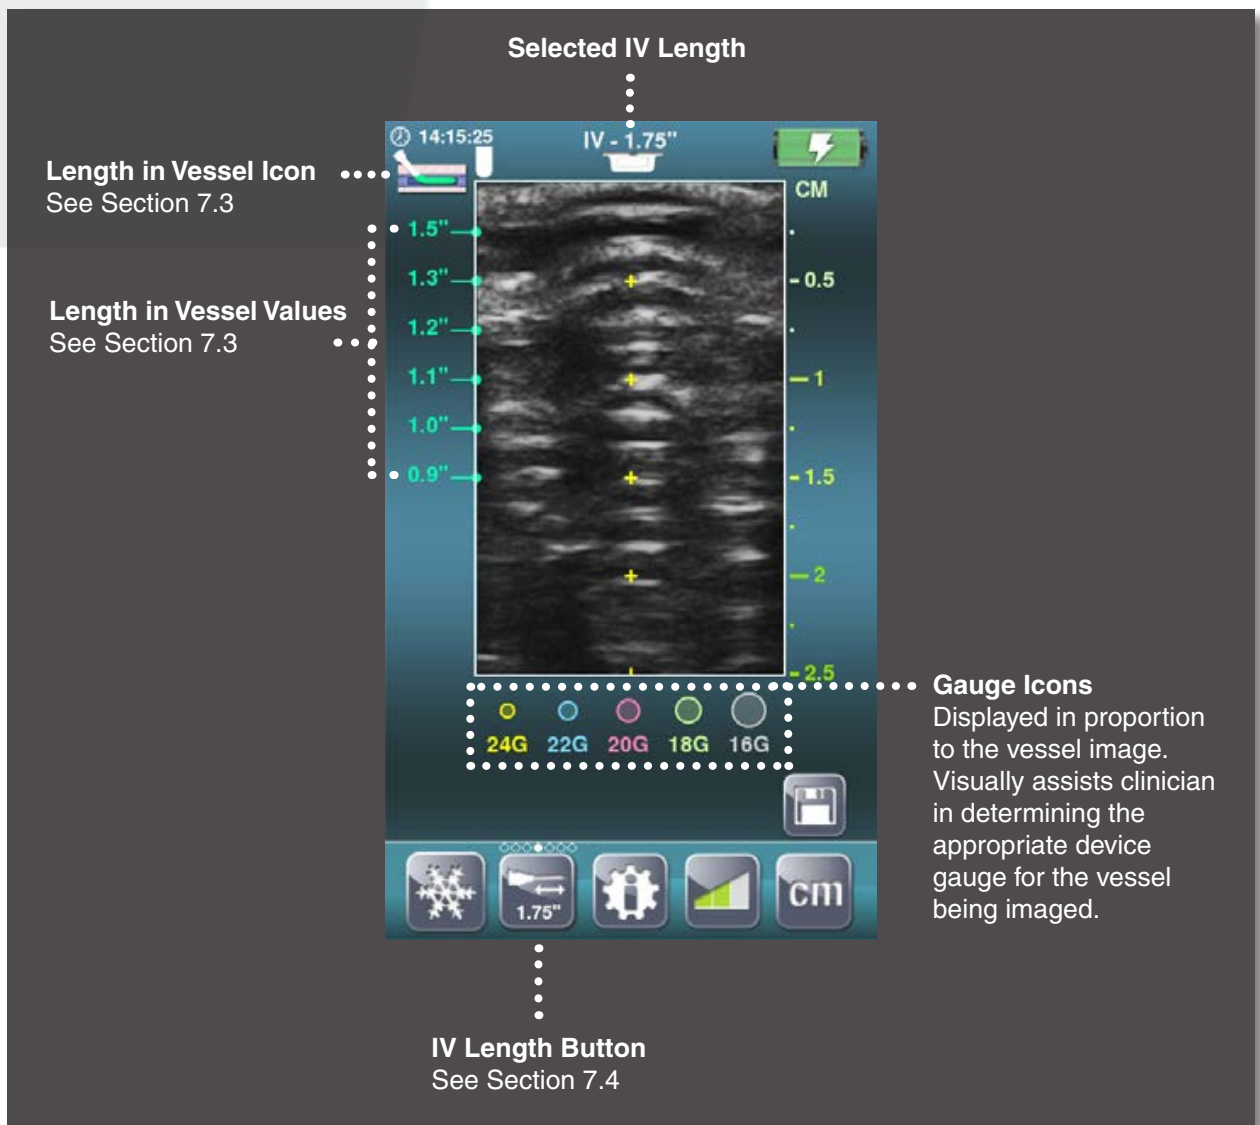 Selected IV Length
14:15:25
IV - 1.75"
CM
Length in Vessel Icon
See Section 7.3
Length in Vessel Values
See Section 7.3
1.5"
1.3"
1.2"
1.1"
1.0"
0.9"
0.5
1
1.5
2
2.5
24G 22G 20G 18G 16G
Gauge Icons
Displayed in proportion
to the vessel image.
Visually assists clinician
in determining the
appropriate device
gauge for the vessel
being imaged.
1.75"
cm
IV Length Button
See Section 7.4